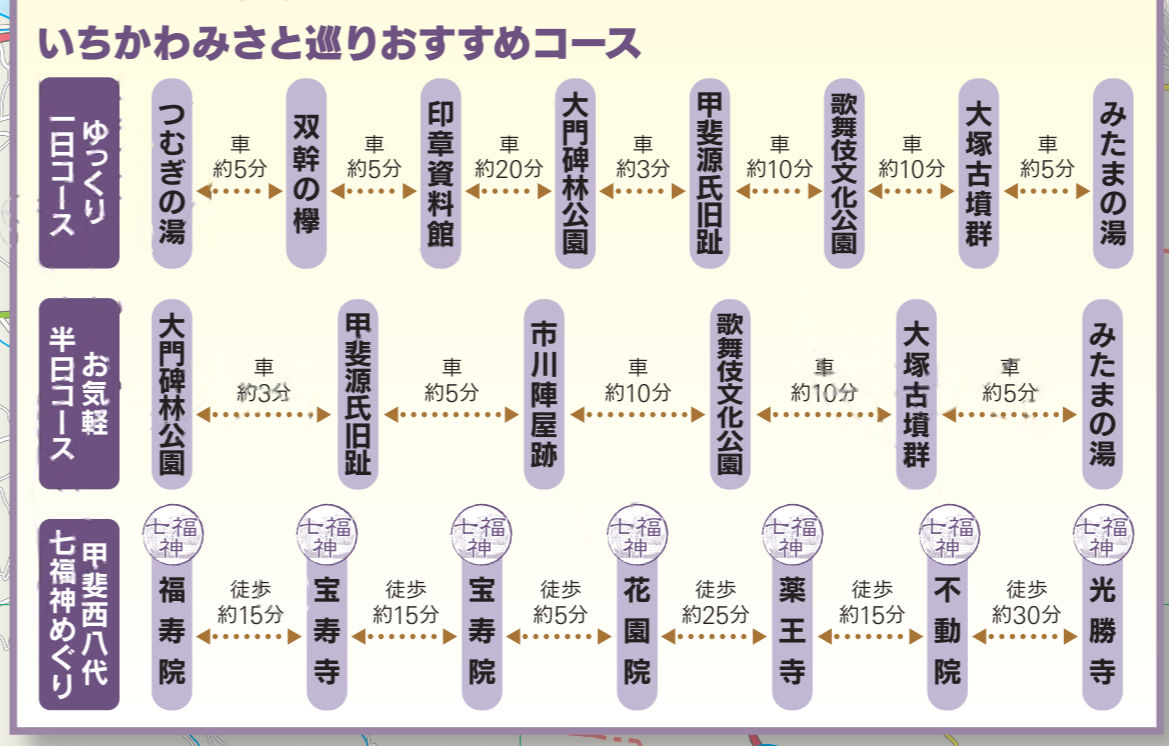 いちかわみさと巡りおすすめコース
ゆっくり
一日コース
つむぎの湯
車
約5分
双幹の欅
車
約5分
印章資料館
車
約20分
大門碑林公園
車
約3分
甲斐源氏旧趾
車
約10分
歌舞伎文化公園
車
約10分
大塚古墳群
車
約5分
みたまの湯
お気軽
半日コース
大門碑林公園
車
約3分
甲斐源氏旧趾
車
約5分
市川陣屋跡
車
約10分
歌舞伎文化公園
車
約10分
大塚古墳群
車
約5分
みたまの湯
甲斐西八代
七福神めぐり
七福
神
福寿院
徒歩
約15分
七福
神
宝寿寺
徒歩
約15分
七福
神
宝寿院
徒歩
約5分
七福
神
花園院
徒歩
約25分
七福
神
薬王寺
徒歩
約15分
七福
神
不動院
徒歩
約30分
七福
神
光勝寺